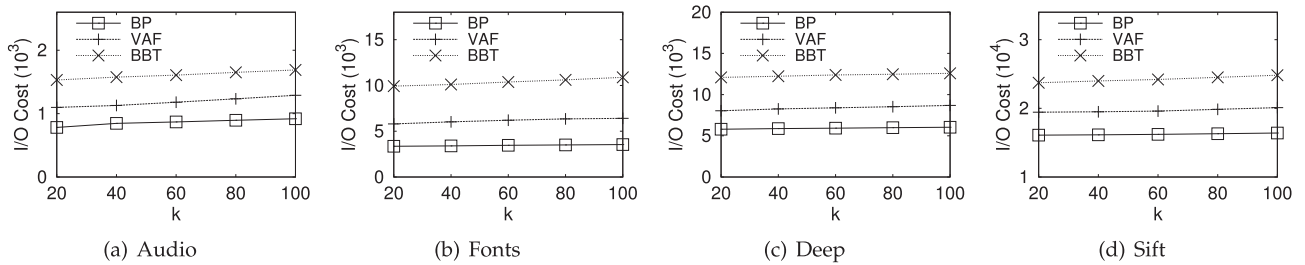 I/O Cost (10³)
2
1
0
BP
VAF
BBT
20 40 60 80 100
k
(a) Audio
I/O Cost (10³)
15
10
5
0
BP
VAF
BBT
20 40 60 80 100
k
(b) Fonts
I/O Cost (10³)
20
15
10
5
0
BP
VAF
BBT
20 40 60 80 100
k
(c) Deep
I/O Cost (10⁴)
3
2
1
BP
VAF
BBT
20 40 60 80 100
k
(d) Sift